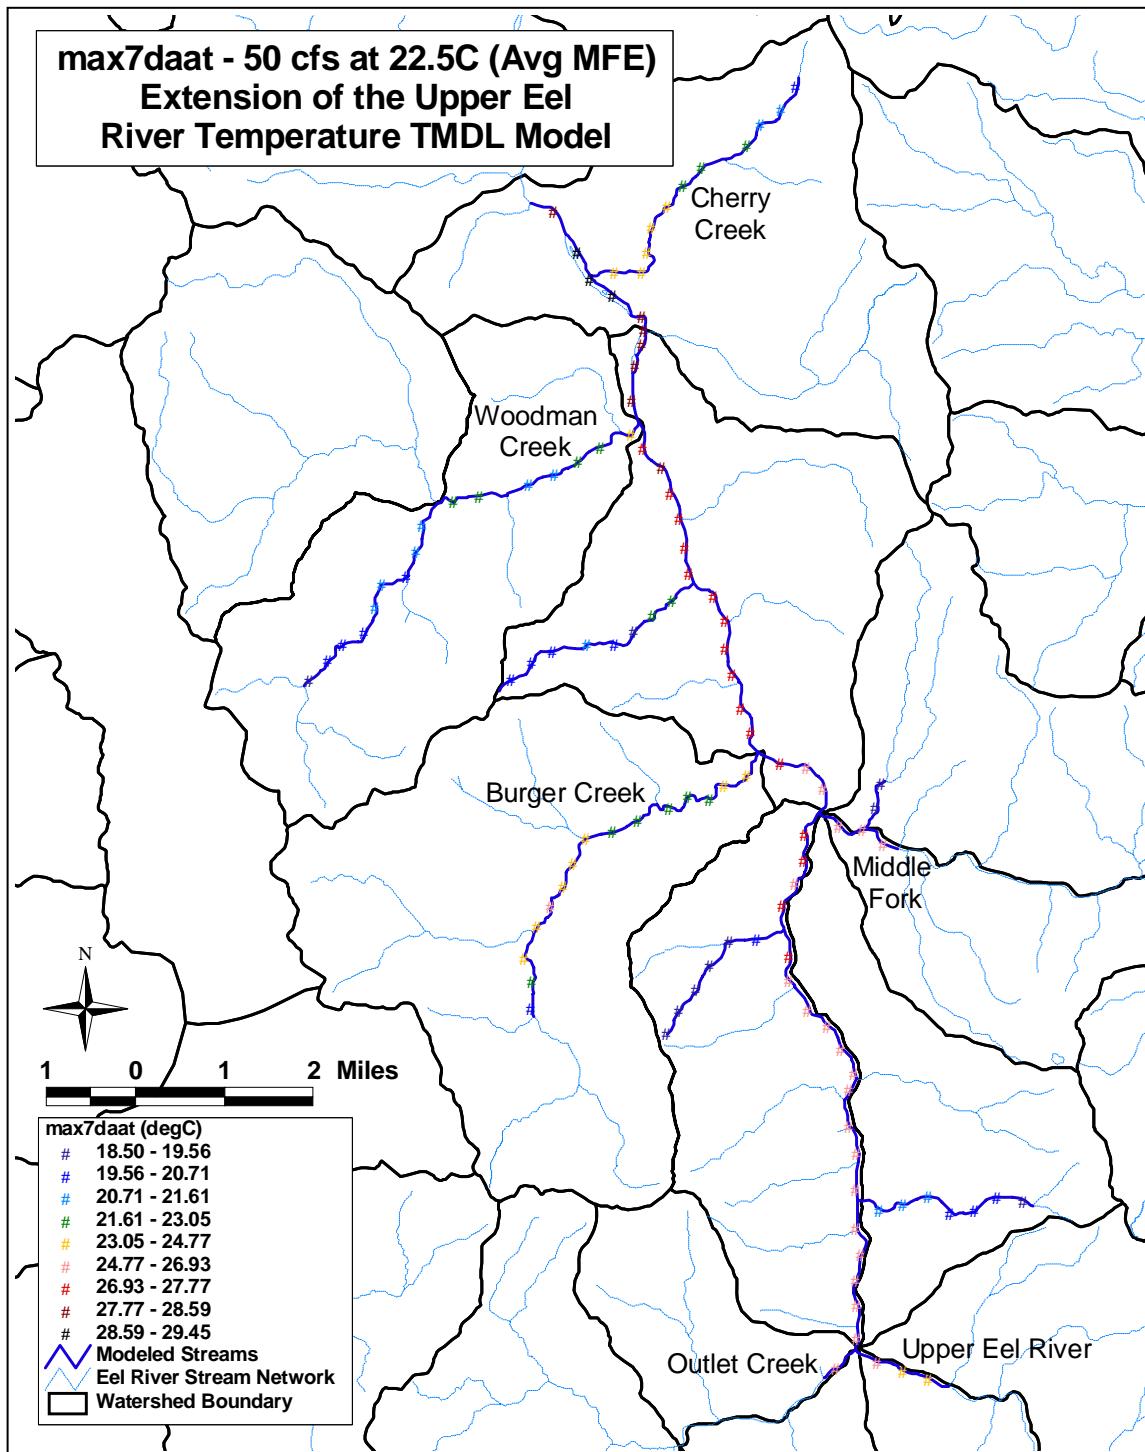 max7daat - 50 cfs at 22.5C (Avg MFE)
Extension of the Upper Eel
River Temperature TMDL Model
Cherry
Creek
Woodman
Creek
Burger Creek
Middle
Fork
N
1 0 1 2 Miles
max7daat (degC)
# 18.50 - 19.56
# 19.56 - 20.71
# 20.71 - 21.61
# 21.61 - 23.05
# 23.05 - 24.77
# 24.77 - 26.93
# 26.93 - 27.77
# 27.77 - 28.59
# 28.59 - 29.45
Modeled Streams
Eel River Stream Network
Watershed Boundary
Outlet Creek
Upper Eel River